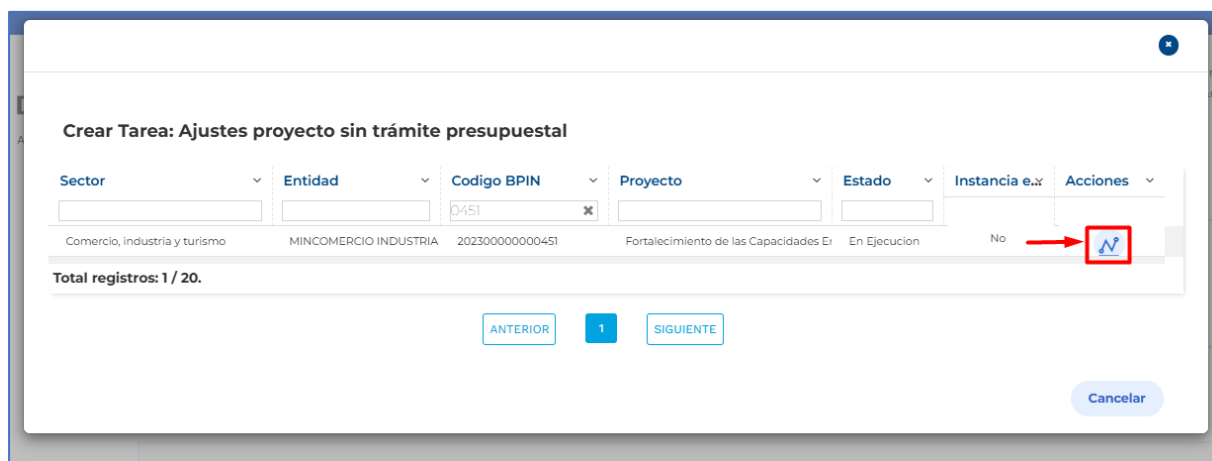 Crear Tarea: Ajustes proyecto sin trámite presupuestal
Sector Entidad Codigo BPIN Proyecto Estado Instancia e... Acciones
0451
Comercio, industria y turismo MINCOMERCIO INDUSTRIA 202300000000451 Fortalecimiento de las Capacidades En Ejecucion No
Total registros: 1 / 20.
ANTERIOR 1 SIGUIENTE
Cancelar